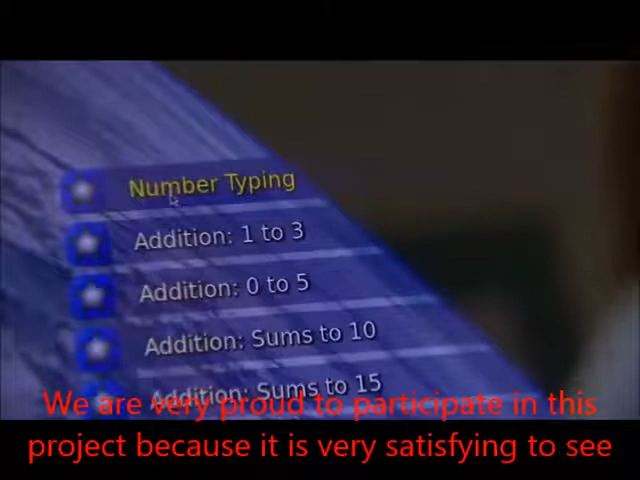 Number Typing
Addition: 1 to 3
Addition: 0 to 5
Addition: Sums to 10
Addition: Sums to 15
We are very proud to participate in this
project because it is very satisfying to see